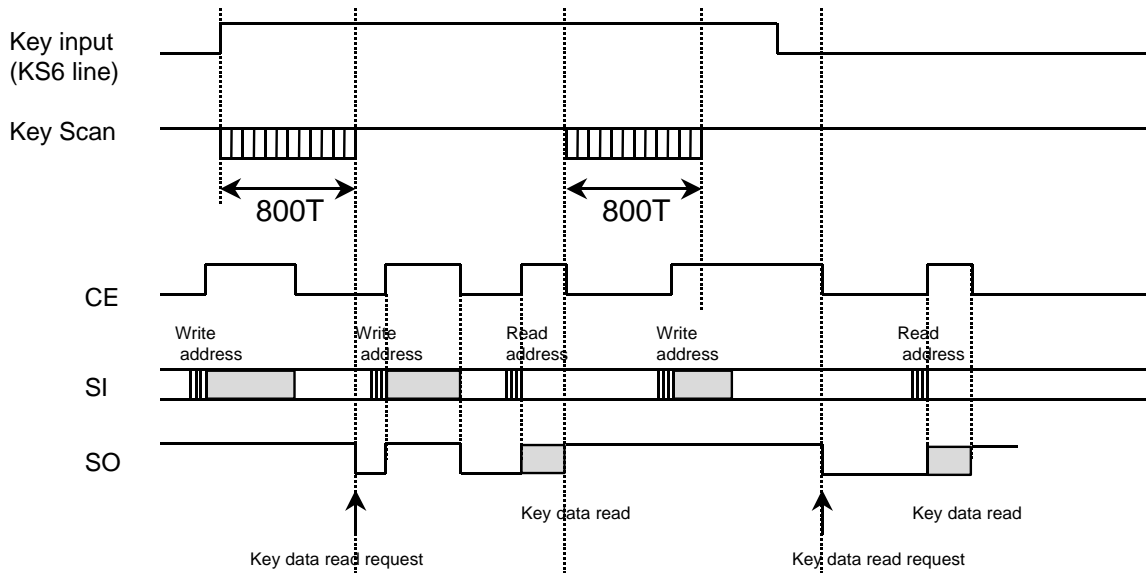 Key input
(KS6 line)
Key Scan
800T
800T
CE
Write
address
Write
address
Read
address
Write
address
Read
address
SI
SO
Key data read
Key data read
Key data read request
Key data read request